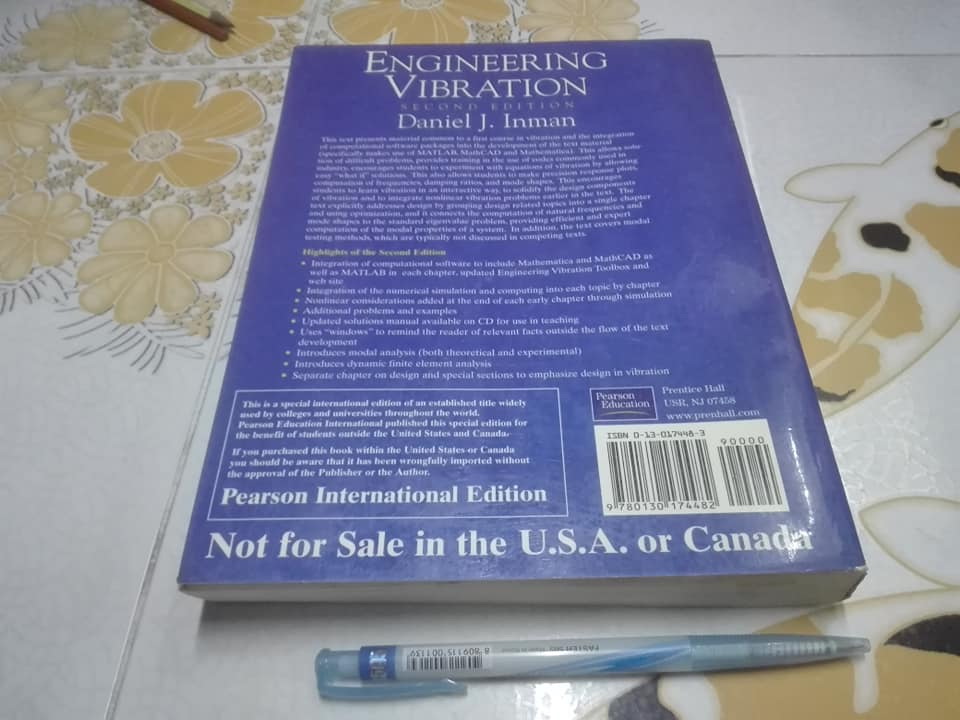 ENGINEERING
VIBRATION
SECOND EDITION
Daniel J. Inman
This text presents material common to a first course in vibration and the integration
of computational software packages into the development of the text material
(specifically makes use of MATLAB, MathCAD and Mathematica). This allows solu-
tion of difficult problems, provides training in the use of codes commonly used in
industry, encourages students to experiment with equations of vibration by allowing
easy "what if" solutions. This also allows students to make precision response plots,
computation of frequencies, damping ratios, and mode shapes. This encourages
students to learn vibration in an interactive way, to solidify the design components
of vibration and to integrate nonlinear vibration problems earlier in the text. The
text explicitly addresses design by grouping design related topics into a single chapter
and using optimization, and it connects the computation of natural frequencies and
mode shapes to the standard eigenvalue problem, providing efficient and expert
computation of the modal properties of a system. In addition, the text covers modal
testing methods, which are typically not discussed in competing texts.
Highlights of the Second Edition
• Integration of computational software to include Mathematica and MathCAD as
well as MATLAB in each chapter, updated Engineering Vibration Toolbox and
web site
• Integration of the numerical simulation and computing into each topic by chapter
• Nonlinear considerations added at the end of each early chapter through simulation
• Additional problems and examples
• Updated solutions manual available on CD for use in teaching
• Uses "windows" to remind the reader of relevant facts outside the flow of the text
development
• Introduces modal analysis (both theoretical and experimental)
• Introduces dynamic finite element analysis
• Separate chapter on design and special sections to emphasize design in vibration
This is a special international edition of an established title widely
used by colleges and universities throughout the world.
Pearson Education International published this special edition for
the benefit of students outside the United States and Canada.
If you purchased this book within the United States or Canada
you should be aware that it has been wrongfully imported without
the approval of the Publisher or the Author.
Pearson International Edition
Pearson
Education
Prentice Hall
USR, NJ 07458
www.prenhall.com
ISBN 0-13-017448-3
90000
9 780130 174482
Not for Sale in the U.S.A. or Canada
8 809115 001139
FASTER